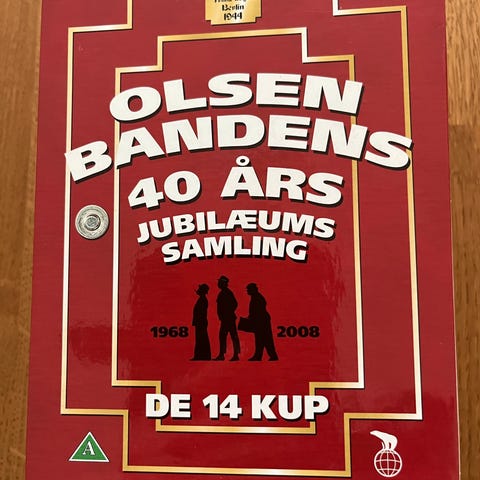 Berlin
1944
OLSEN
BANDENS
40 ÅRS
JUBILÆUMS
SAMLING
1968 2008
DE 14 KUP
A